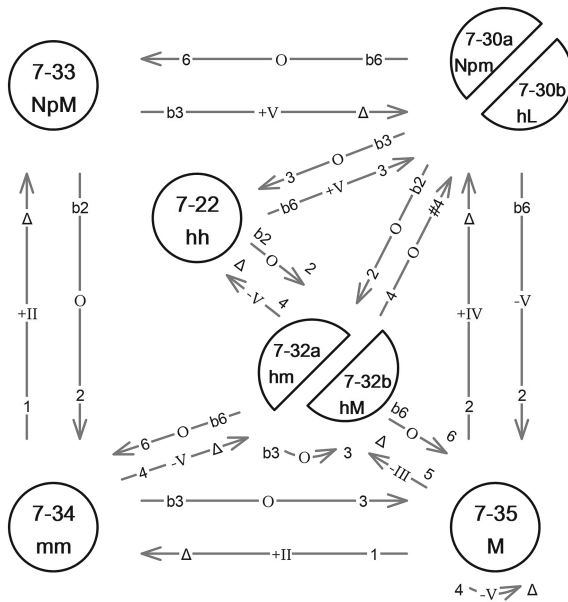 7-33
NpM
7-30a
Npm
7-30b
hL
6 O b6
b3 +V Δ
3 O b3
b6 +V 3
7-22
hh
b2 O 2
Δ -V 4
b2 O 2
4 O #4
Δ +II 1
b2 O 2
Δ +IV 2
b6 -V 2
7-32a
hm
7-32b
hM
6 O b6
4 -V Δ
b3 O 3
b6 O 6
Δ -III 5
7-34
mm
b3 O 3
Δ +II 1
7-35
M
4 -V Δ